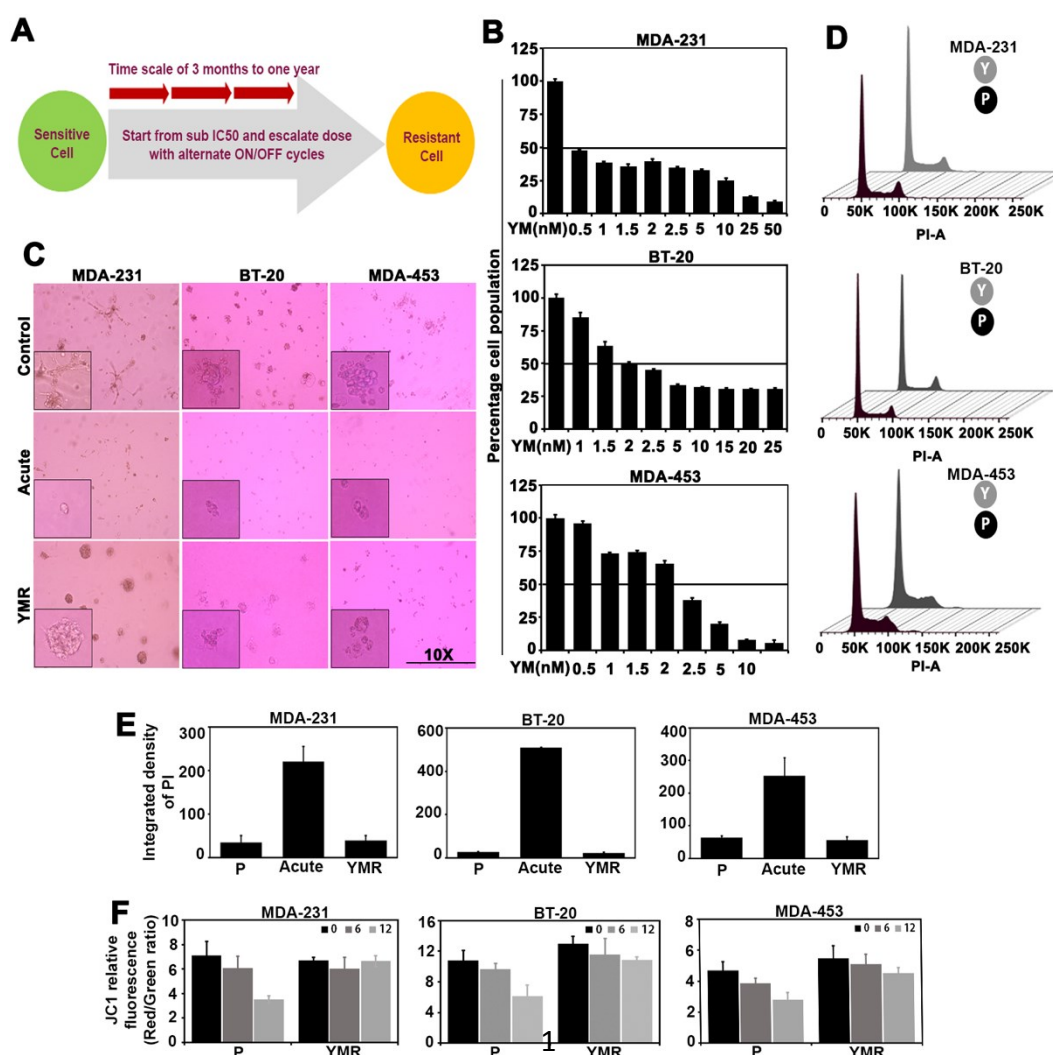 A
Time scale of 3 months to one year
Sensitive
Cell
Start from sub IC50 and escalate dose
with alternate ON/OFF cycles
Resistant
Cell
B
Percentage cell population
MDA-231
125
100
75
50
25
0
YM(nM) 0.5 1 1.5 2 2.5 5 10 25 50
BT-20
125
100
75
50
25
0
YM(nM) 1 1.5 2 2.5 5 10 15 20 25
MDA-453
125
100
75
50
25
0
YM(nM) 0.5 1 1.5 2 2.5 5 10
C
MDA-231 BT-20 MDA-453
Control
Acute
YMR
10X
D
MDA-231
Y
P
0 50K 100K 150K 200K 250K
PI-A
BT-20
Y
P
0 50K 100K 150K 200K 250K
PI-A
MDA-453
Y
P
0 50K 100K 150K 200K 250K
PI-A
E
Integrated density
of PI
MDA-231
300
200
100
0
P Acute YMR
BT-20
600
400
200
0
P Acute YMR
MDA-453
400
300
200
100
0
P Acute YMR
F
JC1 relative
fluorescence
(Red/Green ratio)
MDA-231
0 6 12
10
8
6
4
2
0
P YMR
BT-20
0 6 12
16
12
8
4
0
P YMR
MDA-453
0 6 12
8
6
4
2
0
P YMR
1